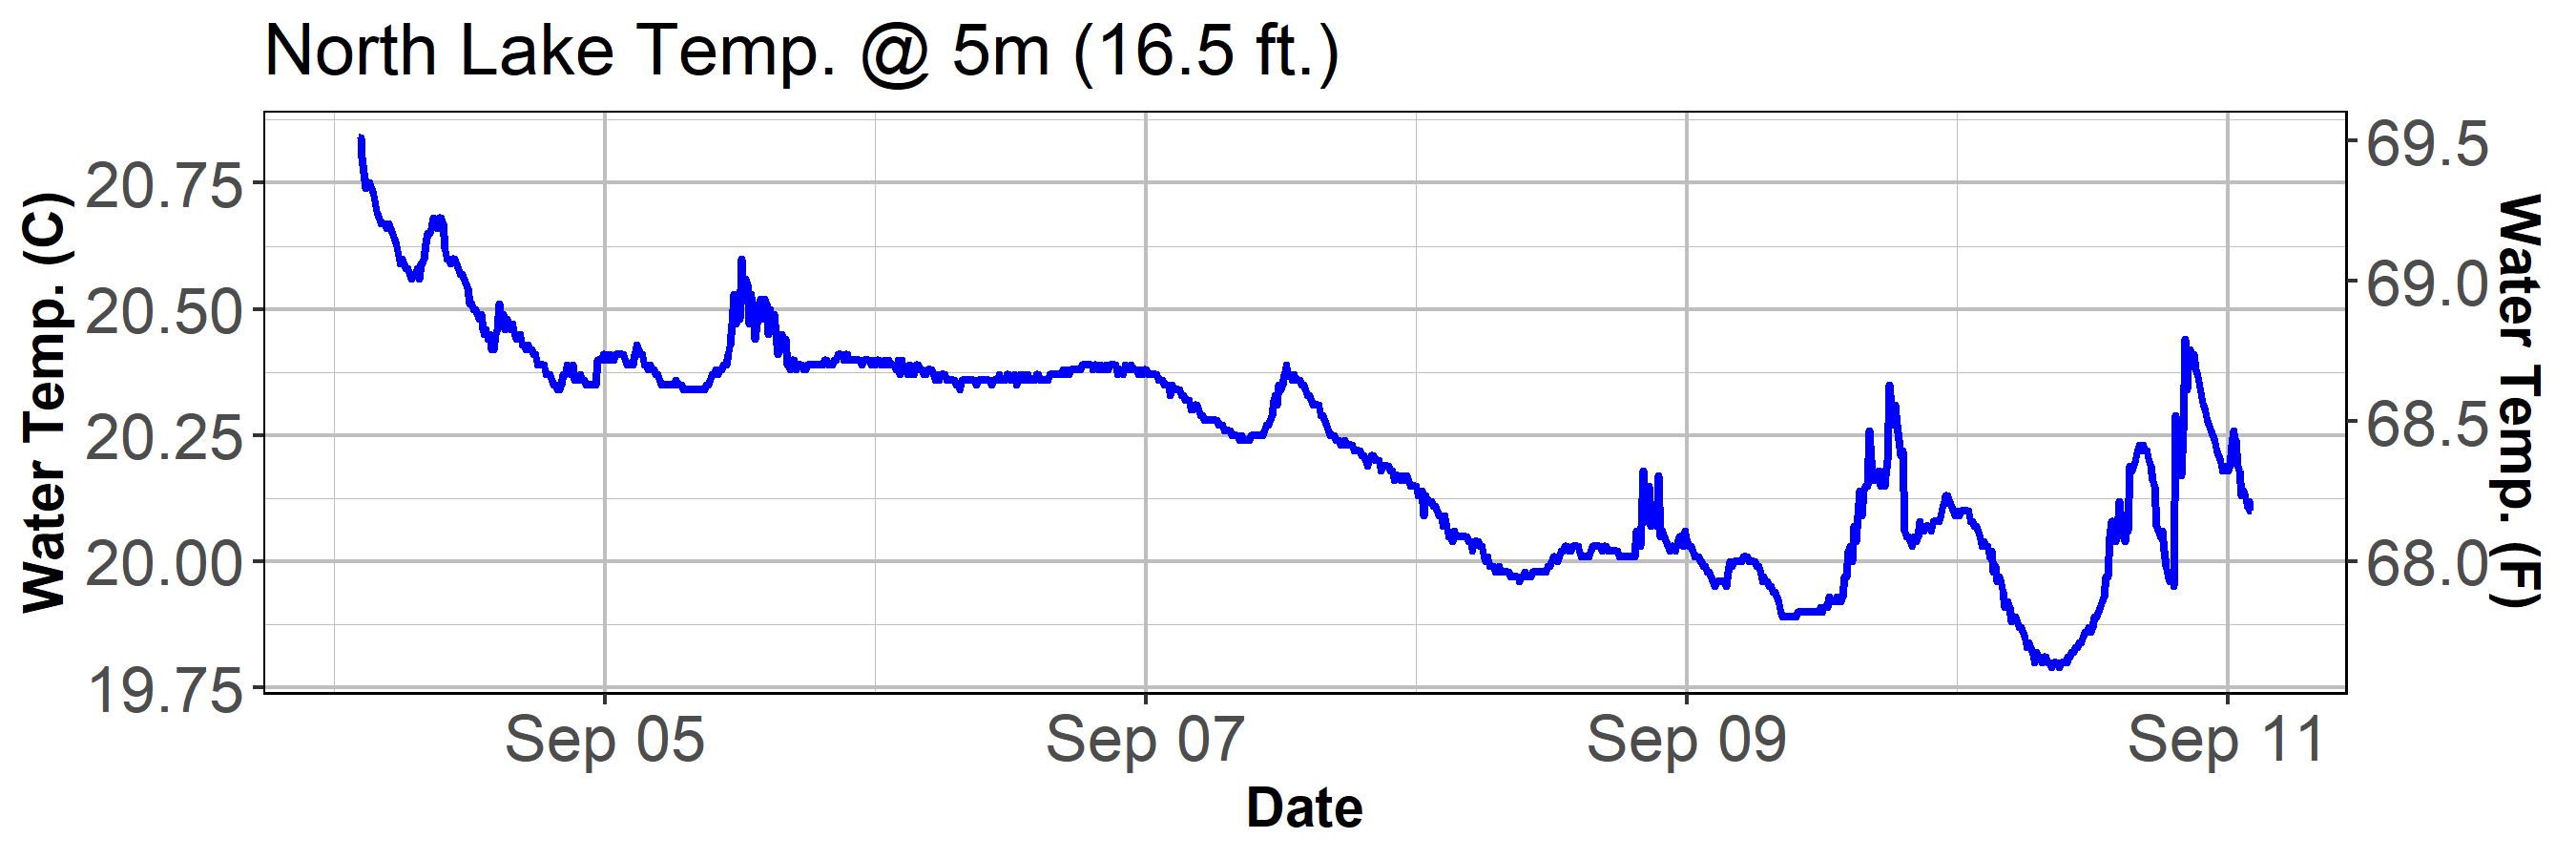 North Lake Temp. @ 5m (16.5 ft.)
Water Temp. (C)
20.75
20.50
20.25
20.00
19.75
69.5
69.0
68.5
68.0
Water Temp. (F)
Sep 05
Sep 07
Sep 09
Sep 11
Date